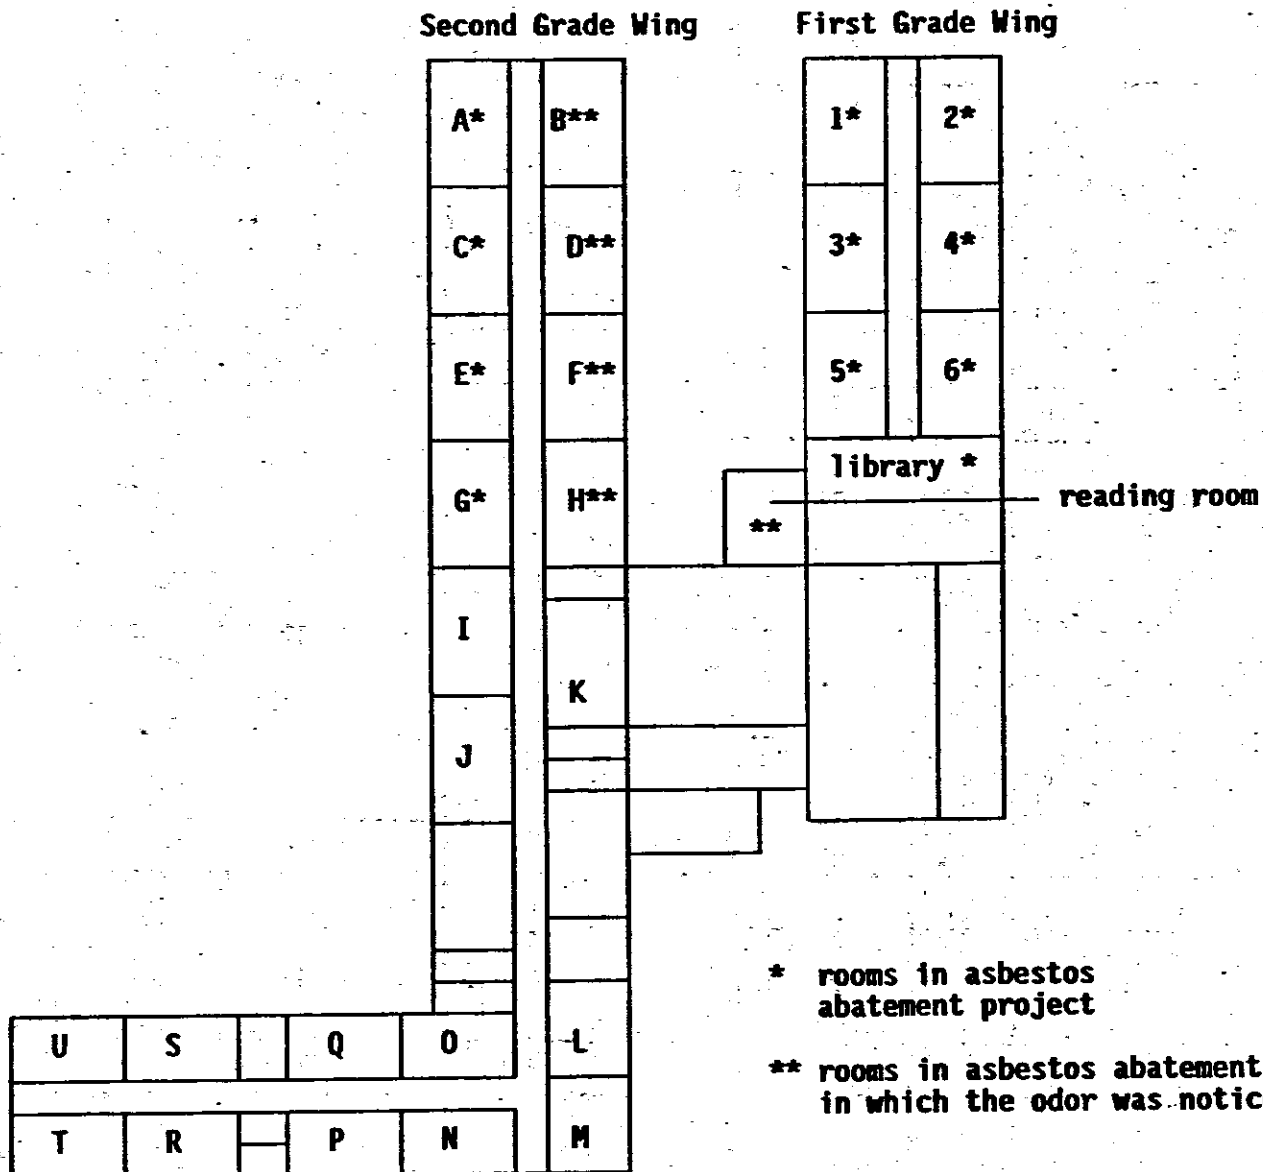 Second Grade Wing
First Grade Wing
A*
B**
1*
2*
C*
D**
3*
4*
E*
F**
5*
6*
library *
G*
H**
reading room
**
I
K
J
* rooms in asbestos
abatement project
U
S
Q
O
L
** rooms in asbestos abatement
in which the odor was notic
T
R
P
N
M